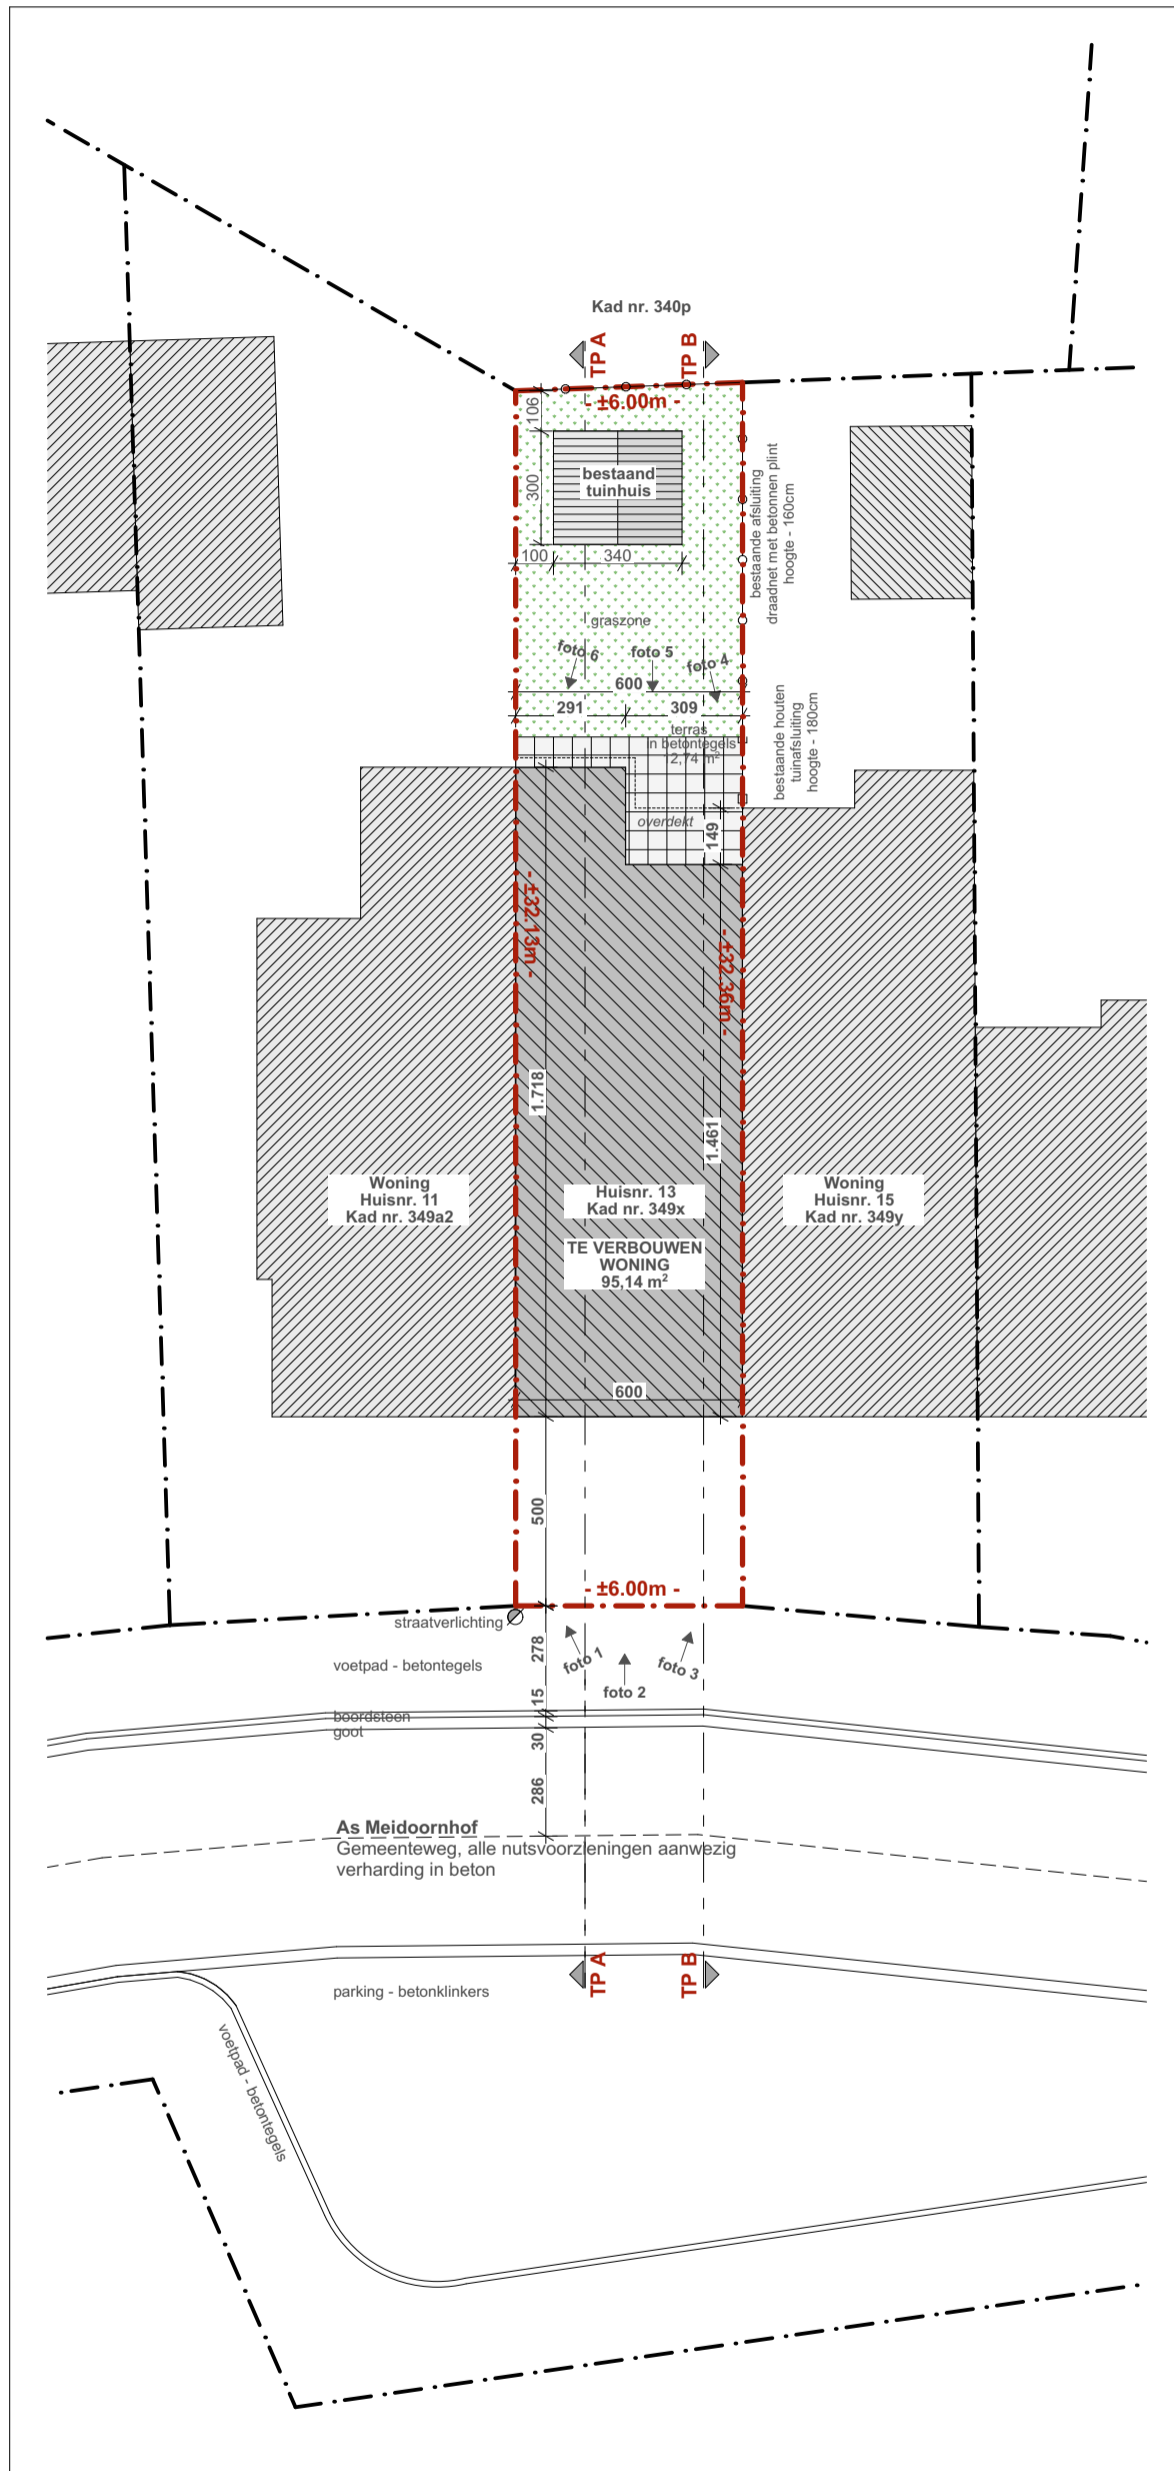 Kad nr. 340p
TP A
TP B
- ±6.00m -
106
bestaand
tuinhuis
300
100
340
bestaande afsluiting
draadnet met betonnen plint
hoogte - 160cm
graszone
foto 6
foto 5
foto 4
600
291
309
terras
in betontegels
12,74 m²
bestaande houten
tuinafsluiting
hoogte - 180cm
overdekt
149
- ±32.13m -
- ±32.36m -
1.718
1.461
Woning
Huisnr. 11
Kad nr. 349a2
Huisnr. 13
Kad nr. 349x
TE VERBOUWEN
WONING
95,14 m²
Woning
Huisnr. 15
Kad nr. 349y
600
500
- ±6.00m -
straatverlichting
278
foto 1
foto 2
foto 3
voetpad - betontegels
15
boordsteen
goot
30
286
As Meidoornhof
Gemeenteweg, alle nutsvoorzieningen aanwezig
verharding in beton
TP A
TP B
parking - betonklinkers
voetpad - betontegels